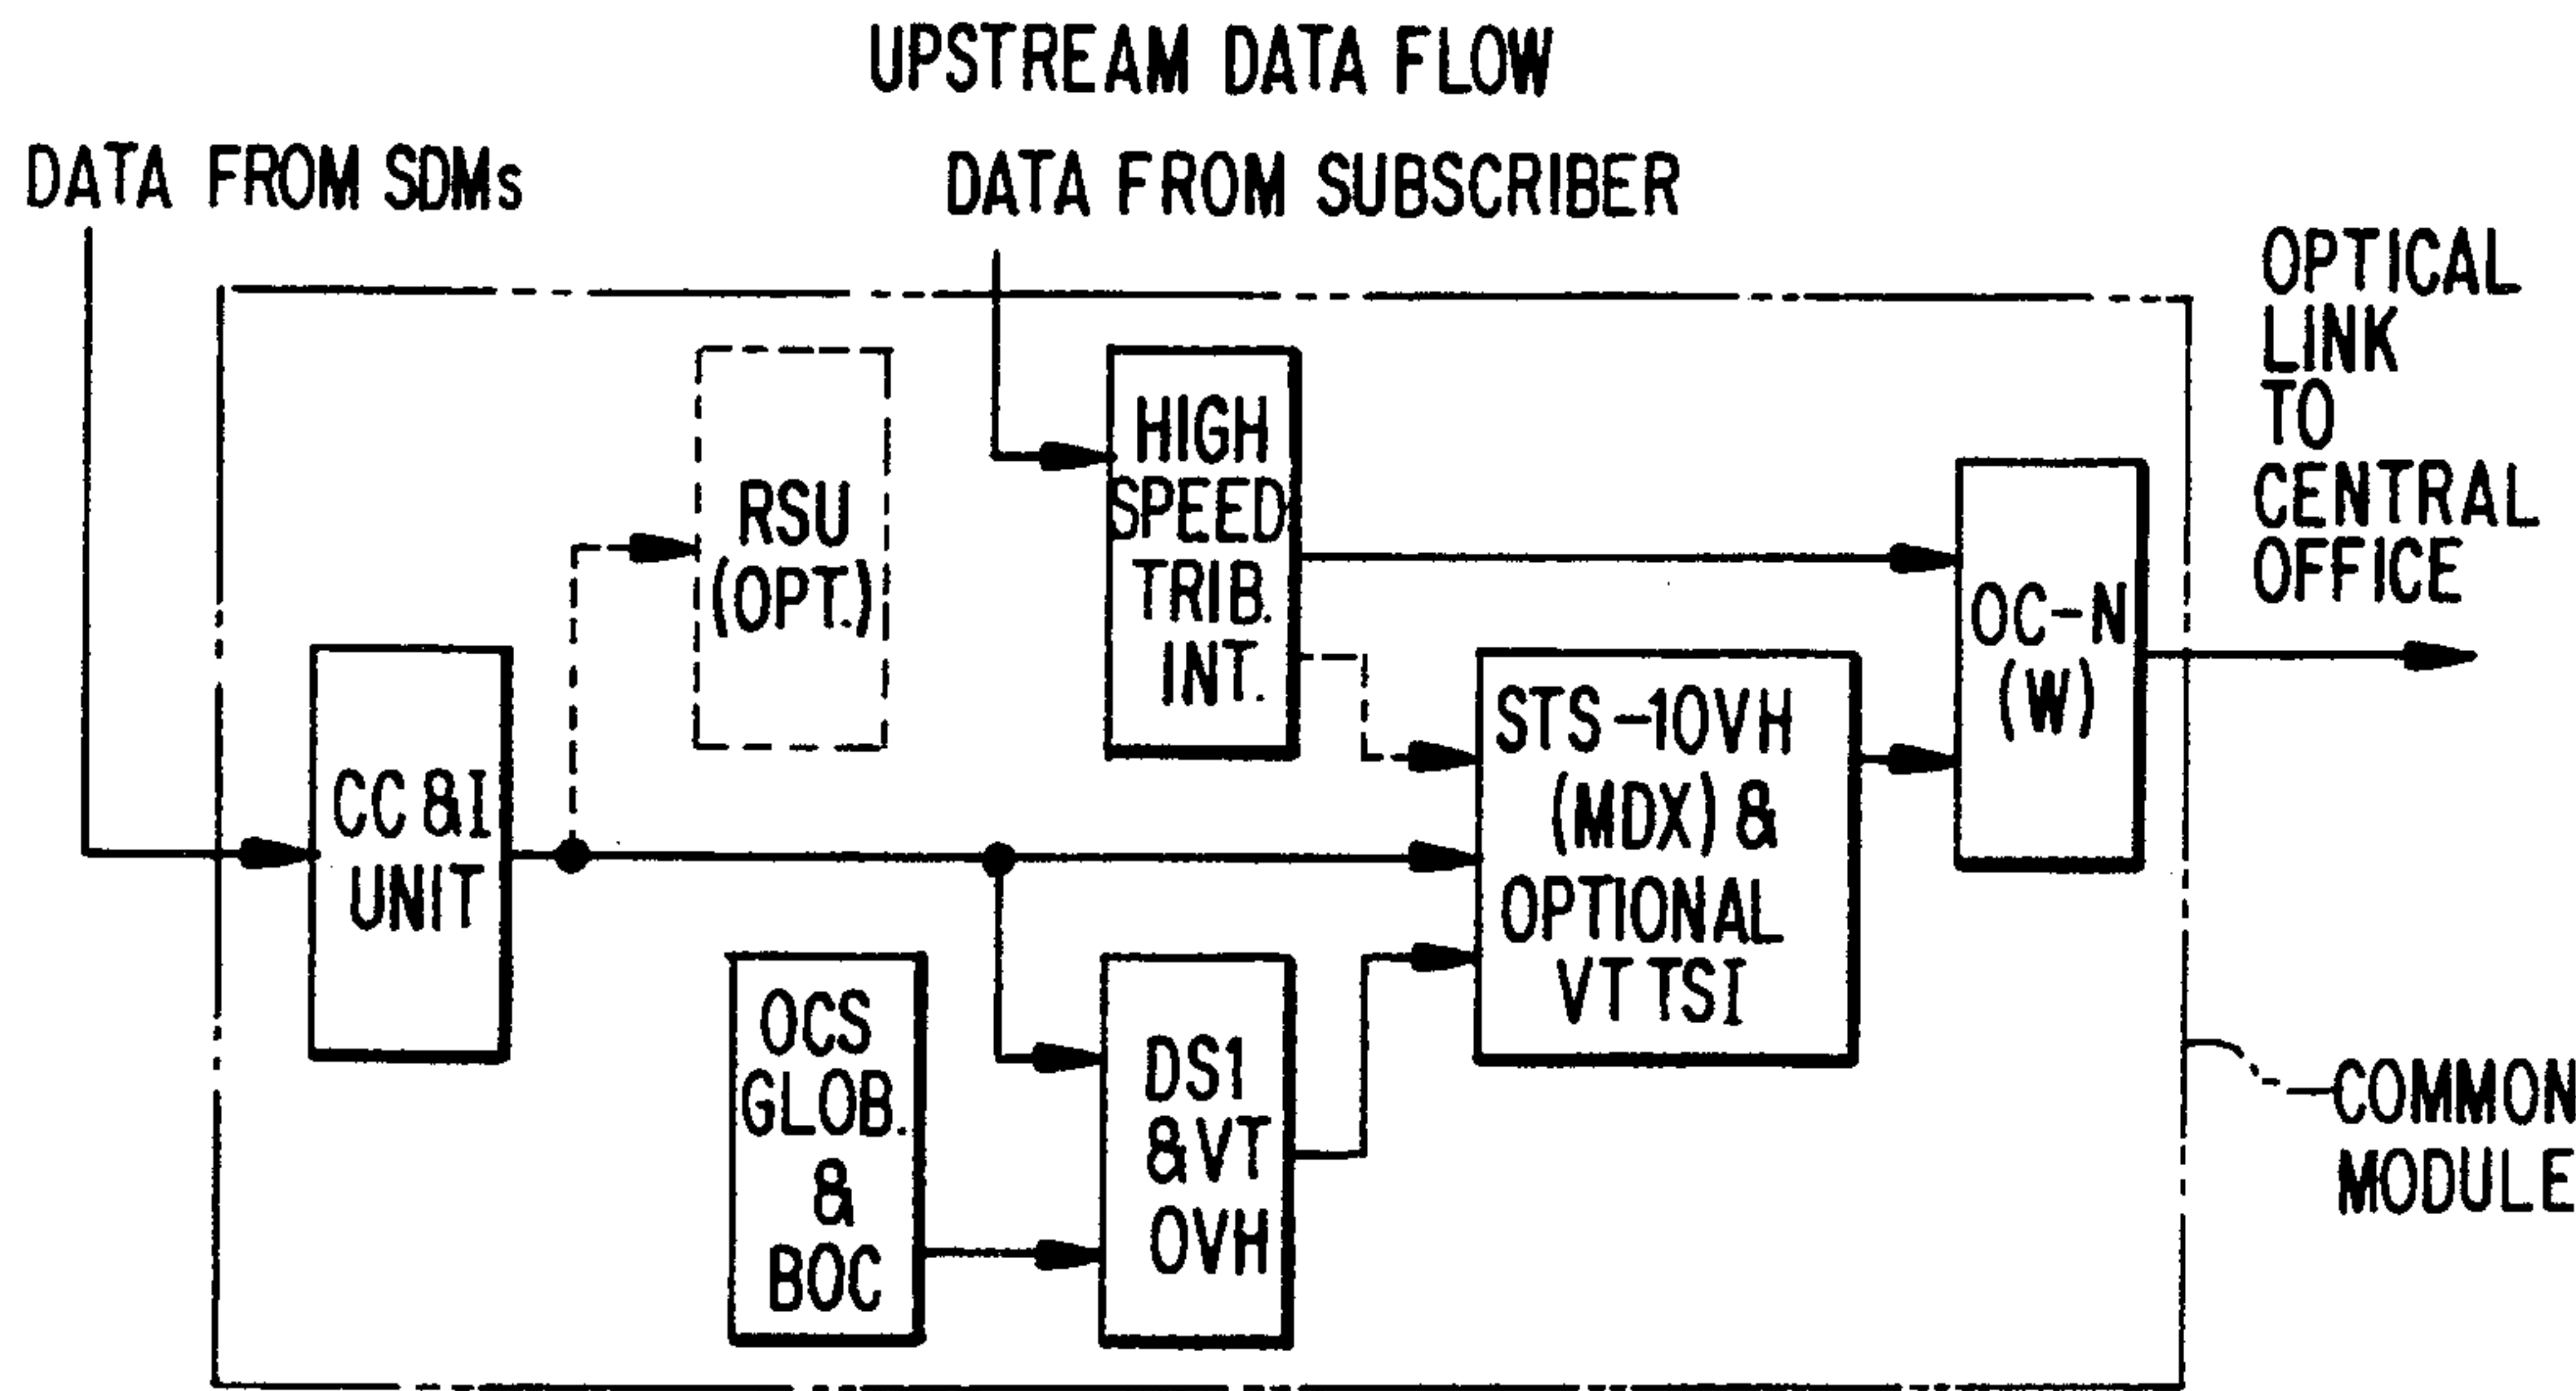 UPSTREAM DATA FLOW
DATA FROM SDMs
DATA FROM SUBSCRIBER
OPTICAL
LINK
TO
CENTRAL
OFFICE
RSU
(OPT.)
HIGH
SPEED
TRIB.
INT.
OC-N
(W)
CC &I
UNIT
STS-10VH
(MDX) &
OPTIONAL
VT TSI
OCS
GLOB.
&
BOC
DS1
&VT
OVH
COMMON
MODULE